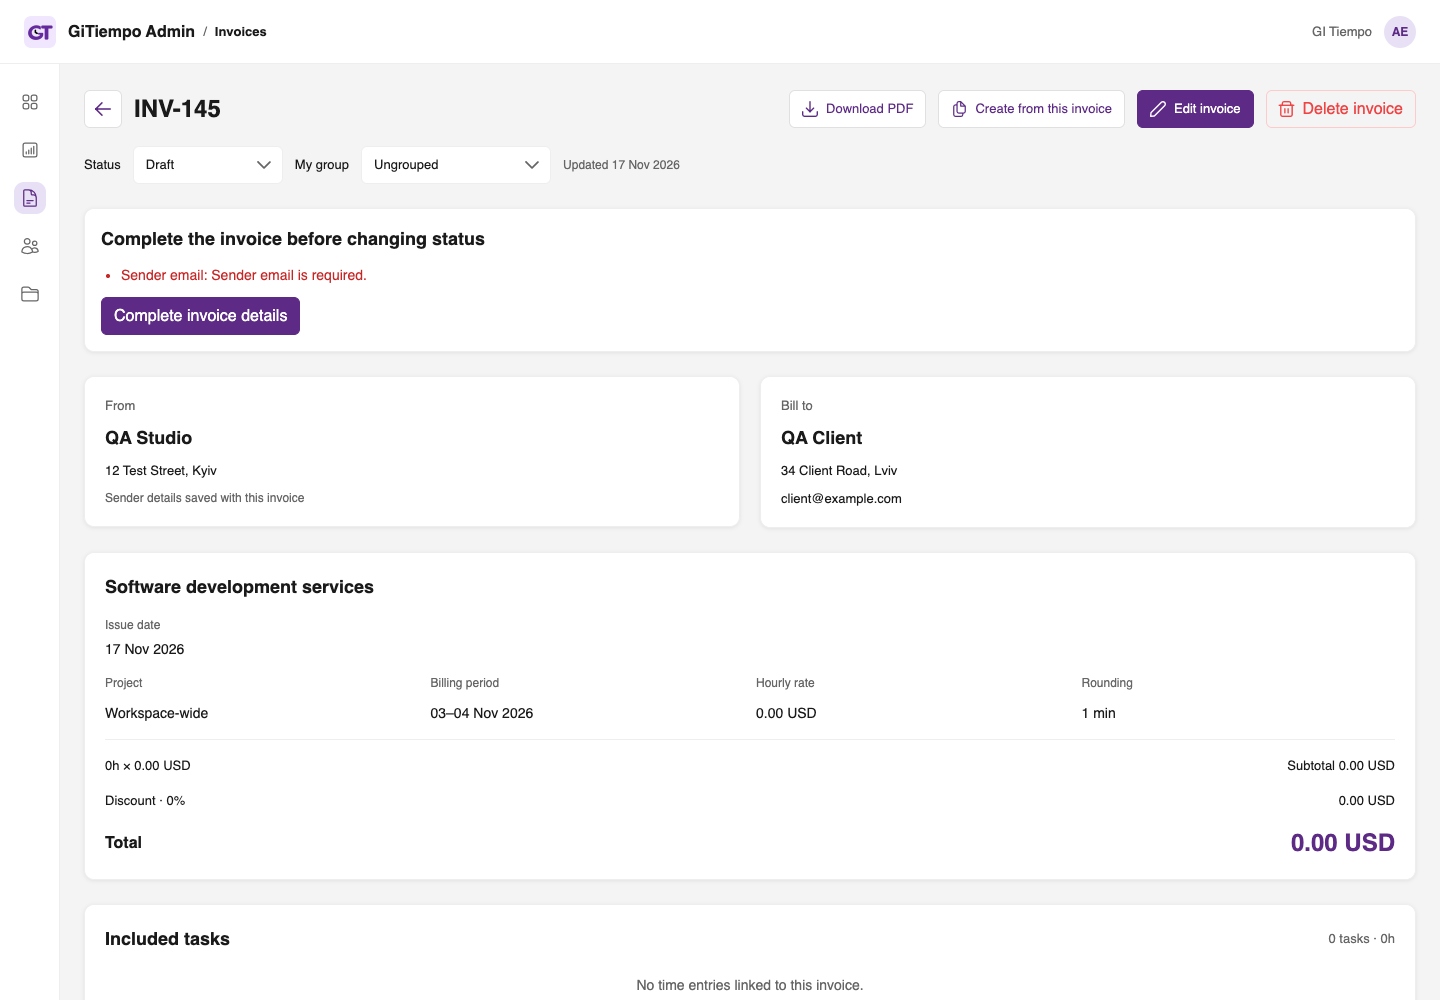 GT GiTiempo Admin / Invoices GI Tiempo AE
INV-145 Download PDF Create from this invoice Edit invoice Delete invoice
Status Draft My group Ungrouped Updated 17 Nov 2026
Complete the invoice before changing status
• Sender email: Sender email is required.
Complete invoice details
From
QA Studio
12 Test Street, Kyiv
Sender details saved with this invoice
Bill to
QA Client
34 Client Road, Lviv
client@example.com
Software development services
Issue date
17 Nov 2026
Project Billing period Hourly rate Rounding
Workspace-wide 03–04 Nov 2026 0.00 USD 1 min
0h × 0.00 USD Subtotal 0.00 USD
Discount · 0% 0.00 USD
Total 0.00 USD
Included tasks 0 tasks · 0h
No time entries linked to this invoice.